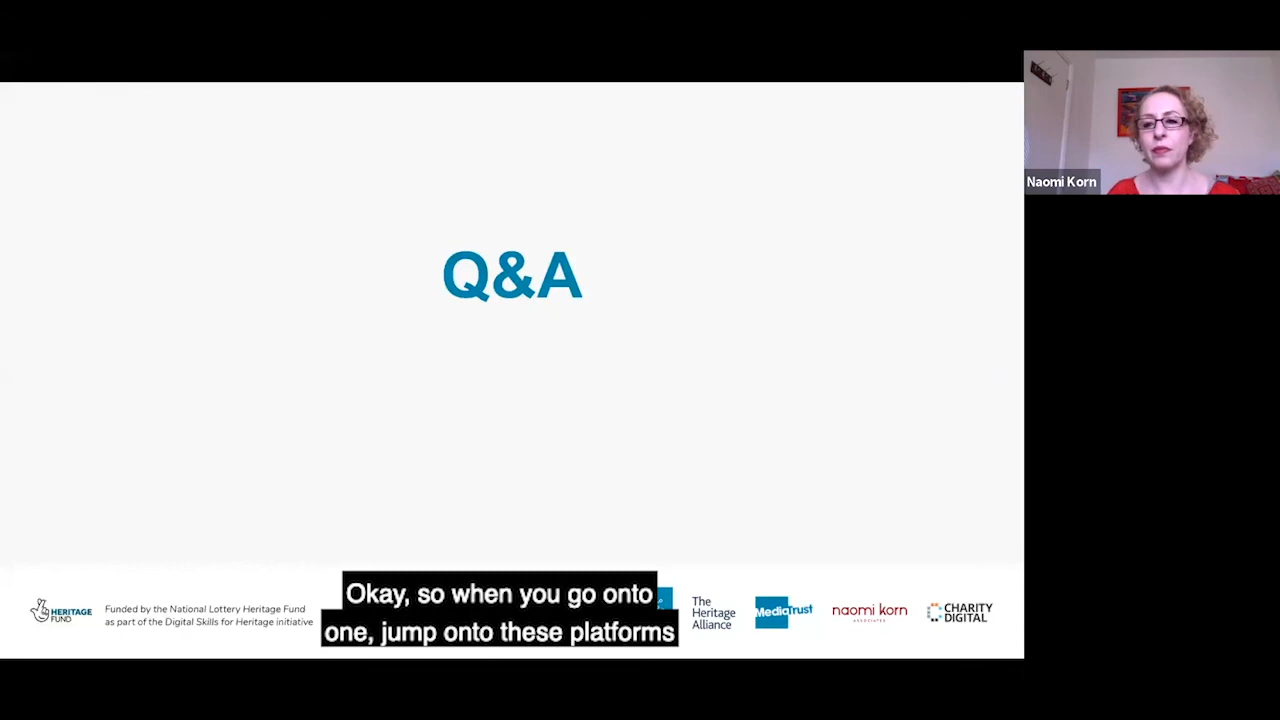 Q&A
Naomi Korn
Okay, so when you go onto
one, jump onto these platforms
HERITAGE
FUND
Funded by the National Lottery Heritage Fund
as part of the Digital Skills for Heritage initiative
The
Heritage
Alliance
MediaTrust
naomi korn
ASSOCIATES
CHARITY
DIGITAL